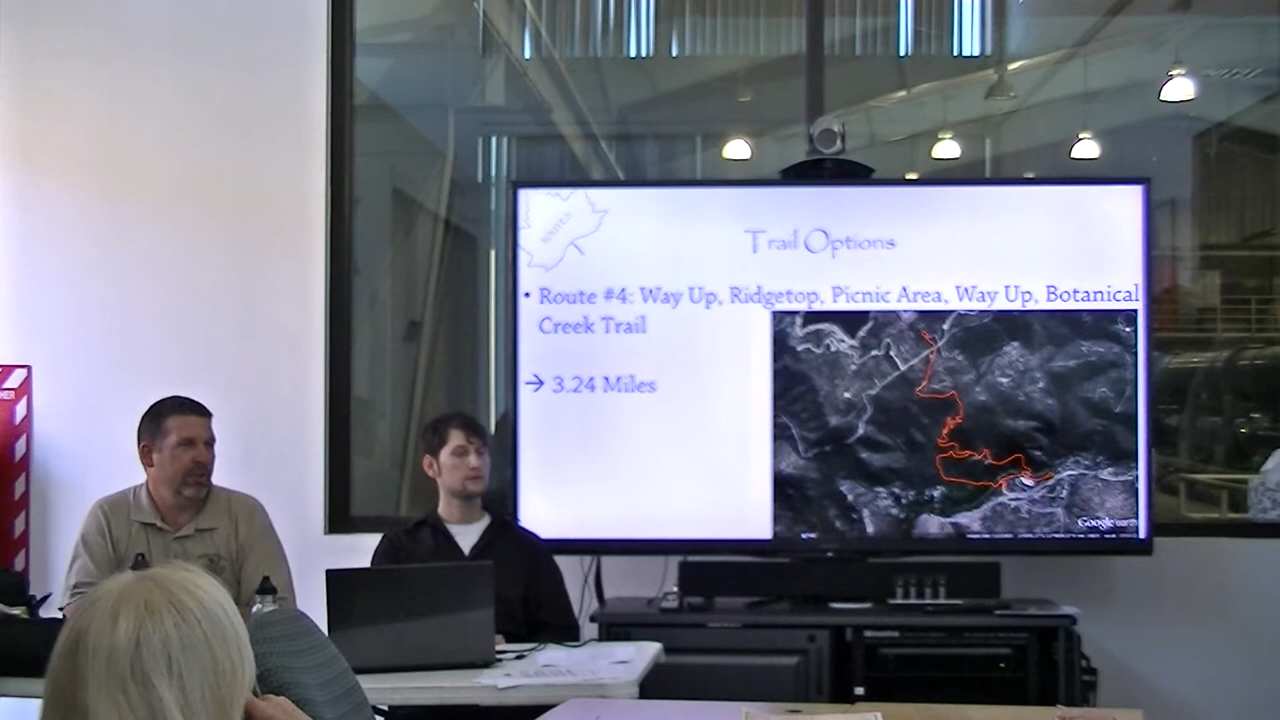 Trail Options
• Route #4: Way Up, Ridgetop, Picnic Area, Way Up, Botanical
Creek Trail
→ 3.24 Miles
Google earth
HER